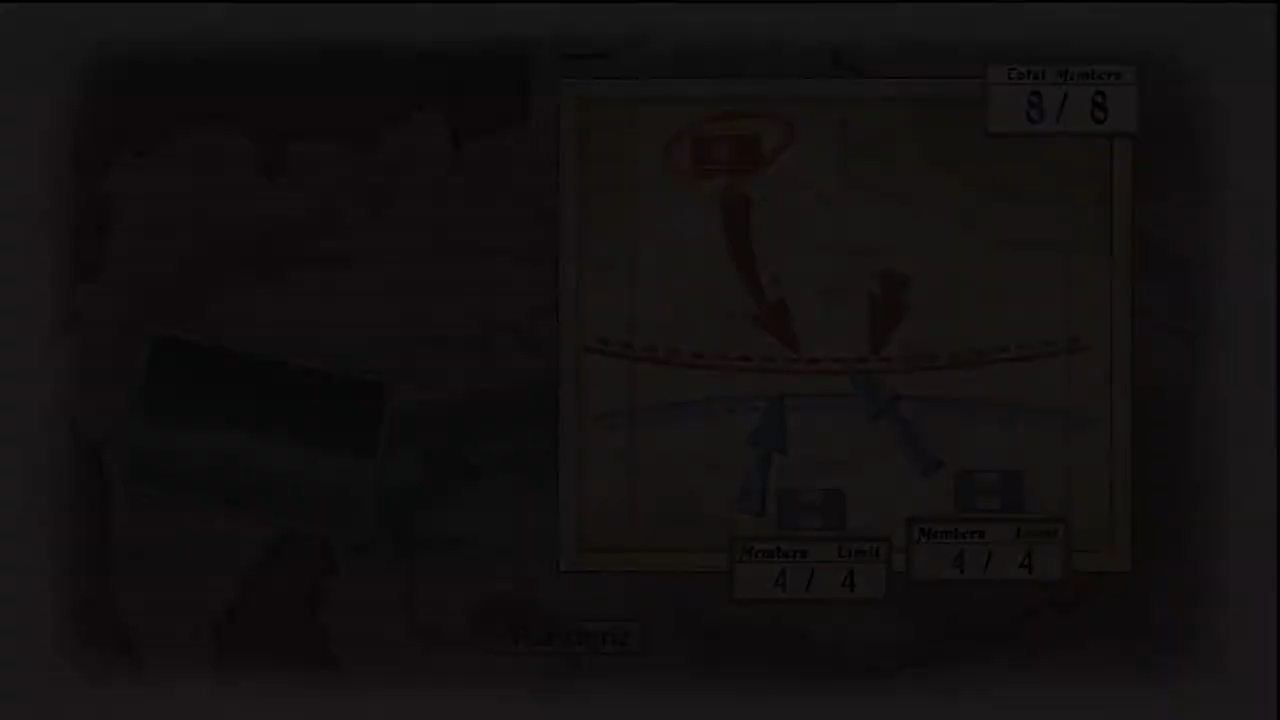 Total Members
8 / 8
Members Limit
4 / 4
Members
4 / 4